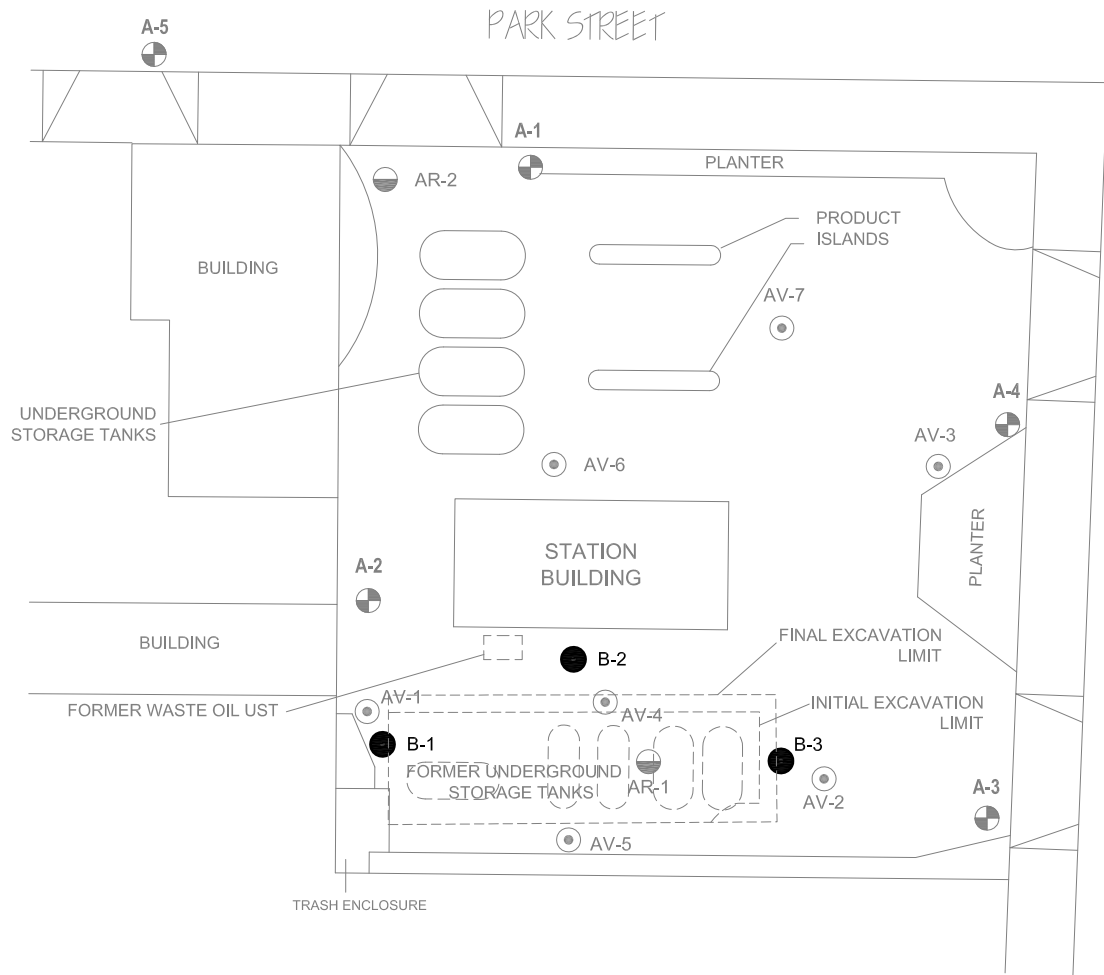 PARK STREET
A-5
A-1
PLANTER
AR-2
PRODUCT
ISLANDS
BUILDING
AV-7
A-4
UNDERGROUND
STORAGE TANKS
AV-3
AV-6
STATION
BUILDING
PLANTER
A-2
FINAL EXCAVATION
LIMIT
BUILDING
B-2
AV-1
FORMER WASTE OIL UST
INITIAL EXCAVATION
LIMIT
AV-4
B-1
B-3
FORMER UNDERGROUND
STORAGE TANKS
AR-1
AV-2
A-3
AV-5
TRASH ENCLOSURE